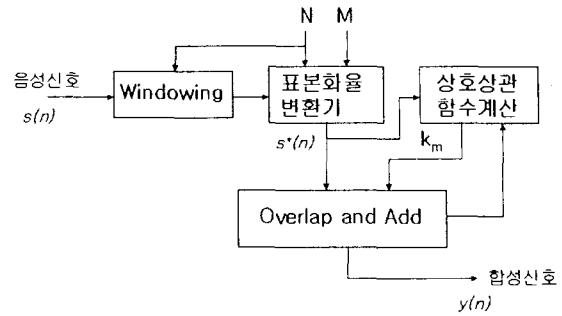 N M
음성신호
s(n)
Windowing
표본화율
변환기
상호상관
함수계산
s*(n)
km
Overlap and Add
합성신호
y(n)